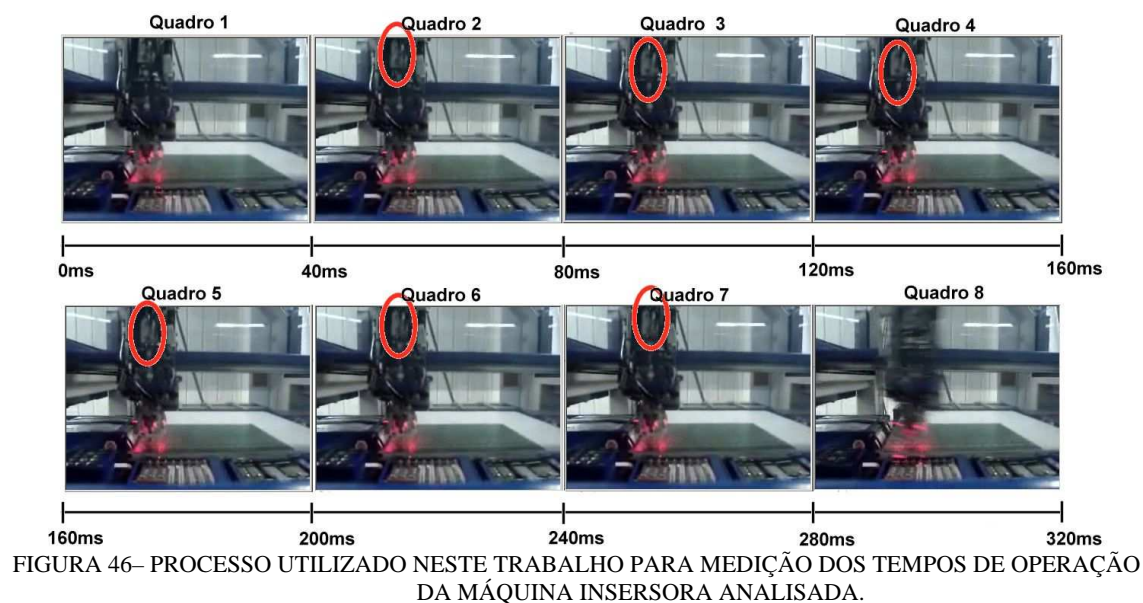 Quadro 1 Quadro 2 Quadro 3 Quadro 4
0ms 40ms 80ms 120ms 160ms
Quadro 5 Quadro 6 Quadro 7 Quadro 8
160ms 200ms 240ms 280ms 320ms
FIGURA 46– PROCESSO UTILIZADO NESTE TRABALHO PARA MEDIÇÃO DOS TEMPOS DE OPERAÇÃO
DA MÁQUINA INSERSORA ANALISADA.